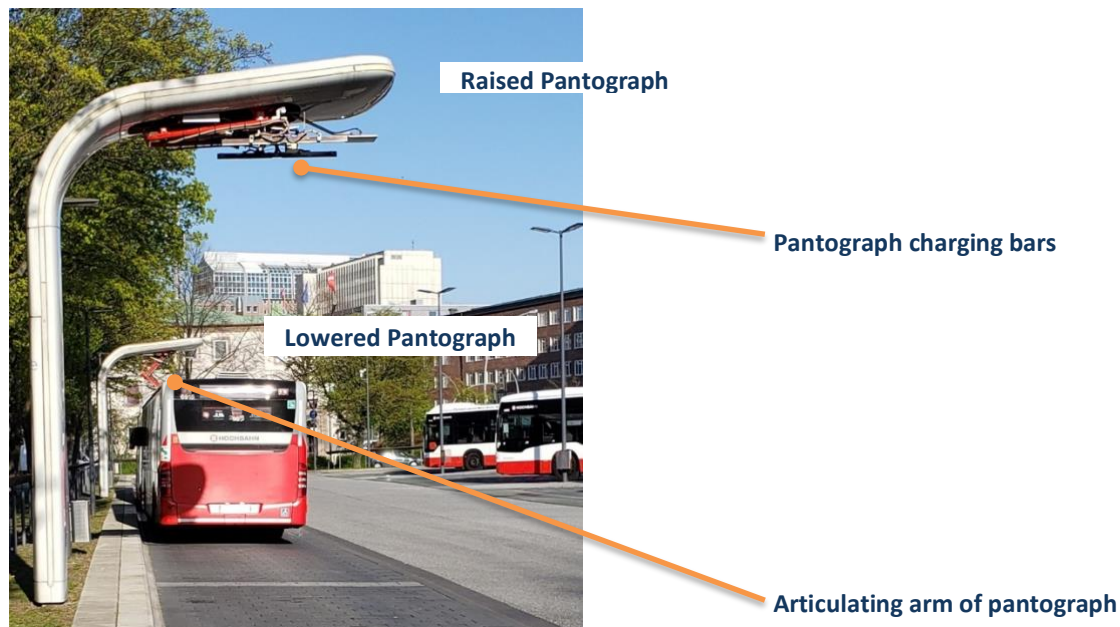 Raised Pantograph
Pantograph charging bars
Lowered Pantograph
HOCHBAHN
Articulating arm of pantograph